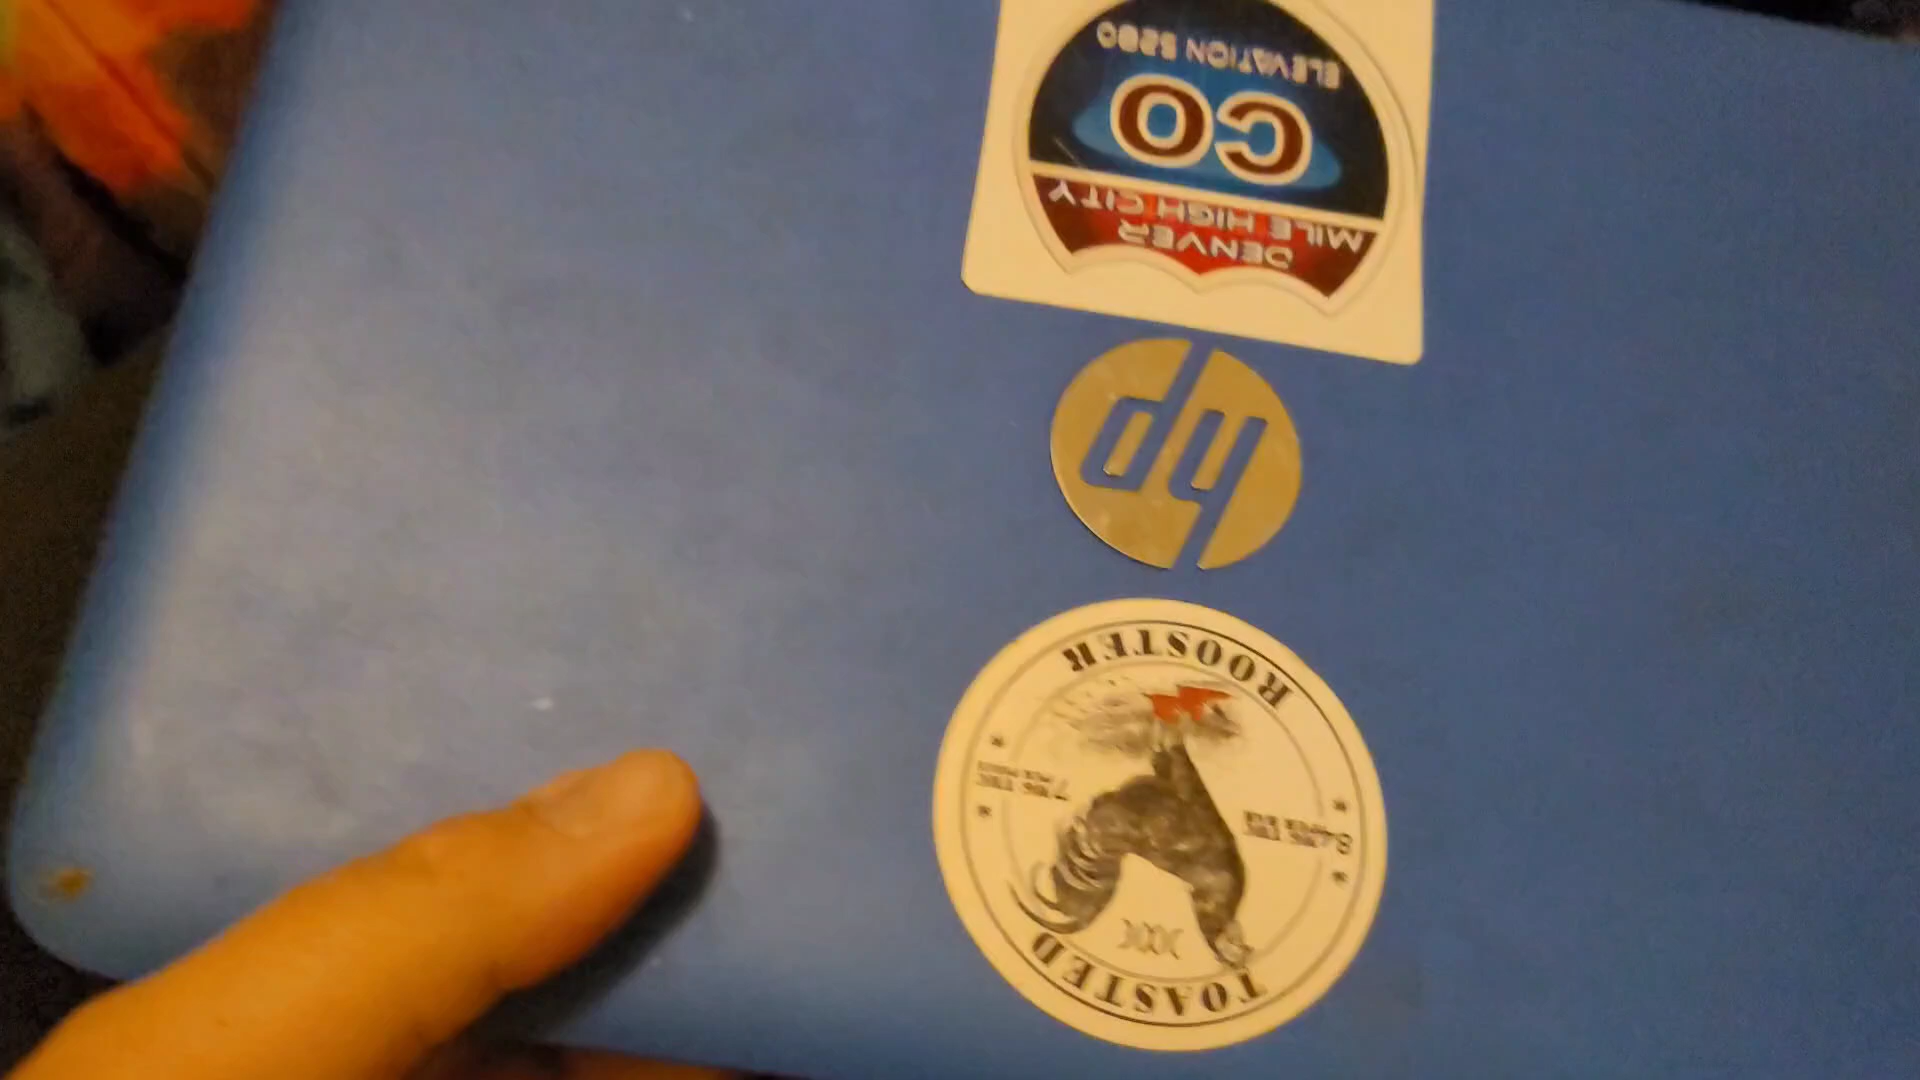 DENVER
MILE HIGH CITY
CO
ELEVATION 5280
hp
TOASTED
ROOSTER